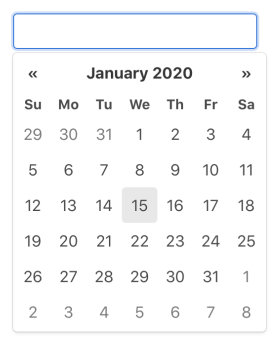 « January 2020 »
Su Mo Tu We Th Fr Sa
29 30 31 1 2 3 4
5 6 7 8 9 10 11
12 13 14 15 16 17 18
19 20 21 22 23 24 25
26 27 28 29 30 31 1
2 3 4 5 6 7 8